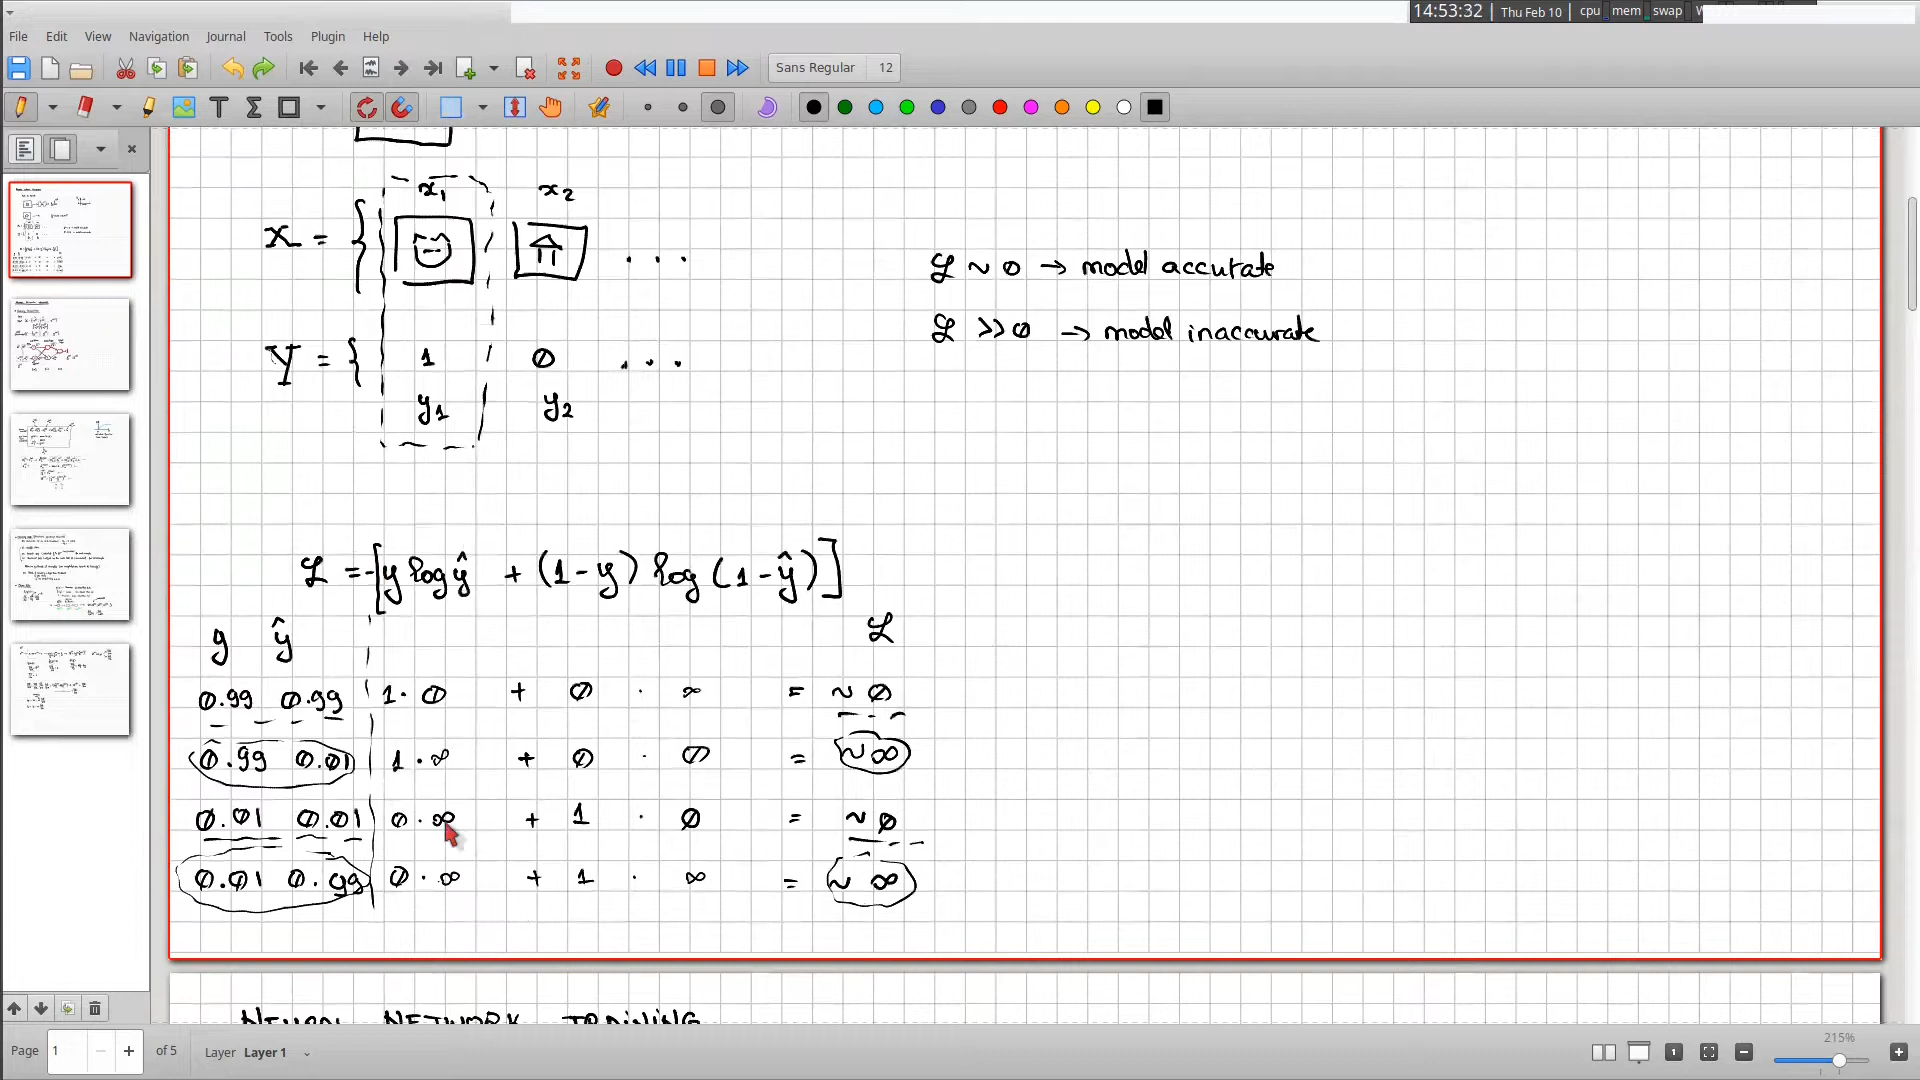 14:53:32 | Thu Feb 10 | cpu mem swap
File Edit View Navigation Journal Tools Plugin Help
Sans Regular 12
x₁ x₂
X = { . . .
Y = { 1 0 . . .
y₁ y₂
ℒ ~ 0 → model accurate
ℒ >> 0 → model inaccurate
ℒ = -[y log ŷ + (1 - y) log (1 - ŷ)]
y ŷ ℒ
0.99 0.99 1 · 0 + 0 · ∞ = ~ 0
0.99 0.01 1 · ∞ + 0 · 0 = ~ ∞
0.01 0.01 0 · ∞ + 1 · 0 = ~ 0
0.01 0.99 0 · ∞ + 1 · ∞ = ~ ∞
NEURAL NETWORK TRAINING
Page 1 of 5 Layer Layer 1
215%